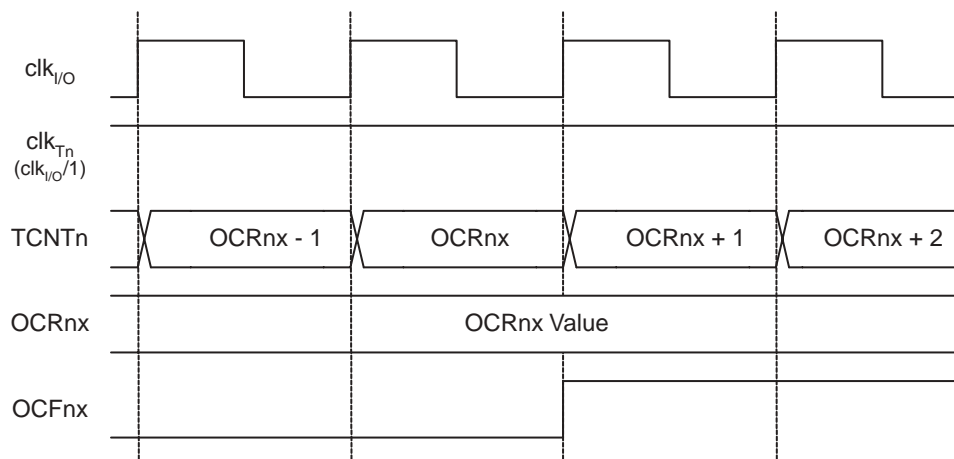 clkI/O
clkTn
(clkI/O/1)
TCNTn
OCRnx - 1
OCRnx
OCRnx + 1
OCRnx + 2
OCRnx
OCRnx Value
OCFnx